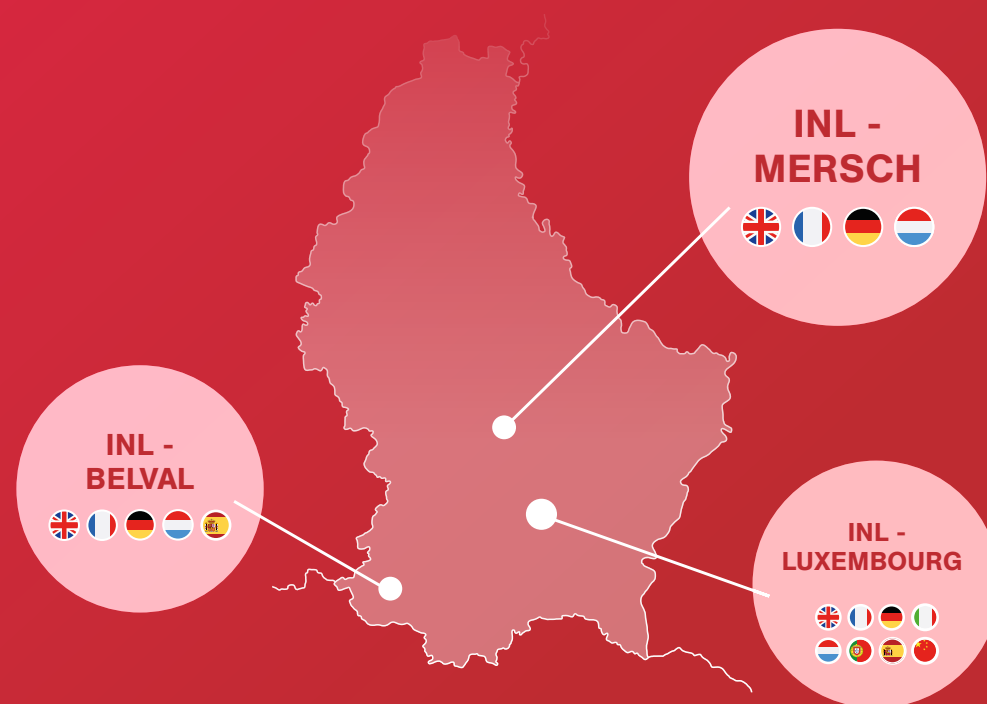 INL -
MERSCH
INL -
BELVAL
INL -
LUXEMBOURG